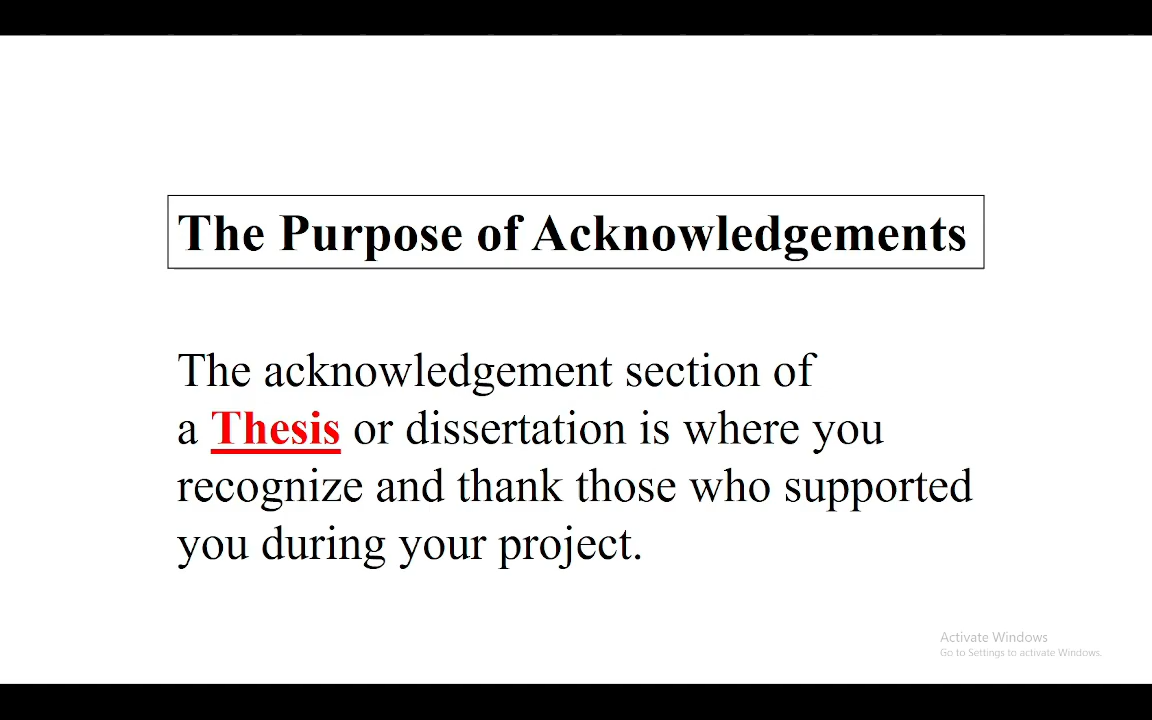 The Purpose of Acknowledgements
The acknowledgement section of
a Thesis or dissertation is where you
recognize and thank those who supported
you during your project.
Activate Windows
Go to Settings to activate Windows.